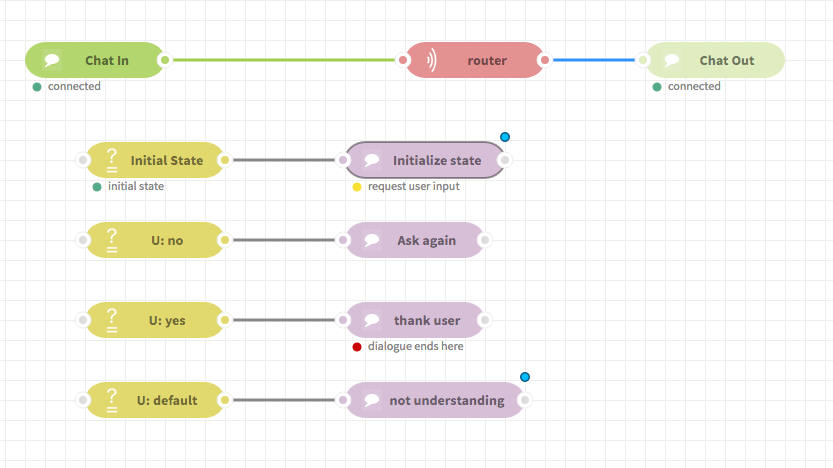 Chat In
router
Chat Out
connected
connected
Initial State
Initialize state
initial state
request user input
U: no
Ask again
U: yes
thank user
dialogue ends here
U: default
not understanding